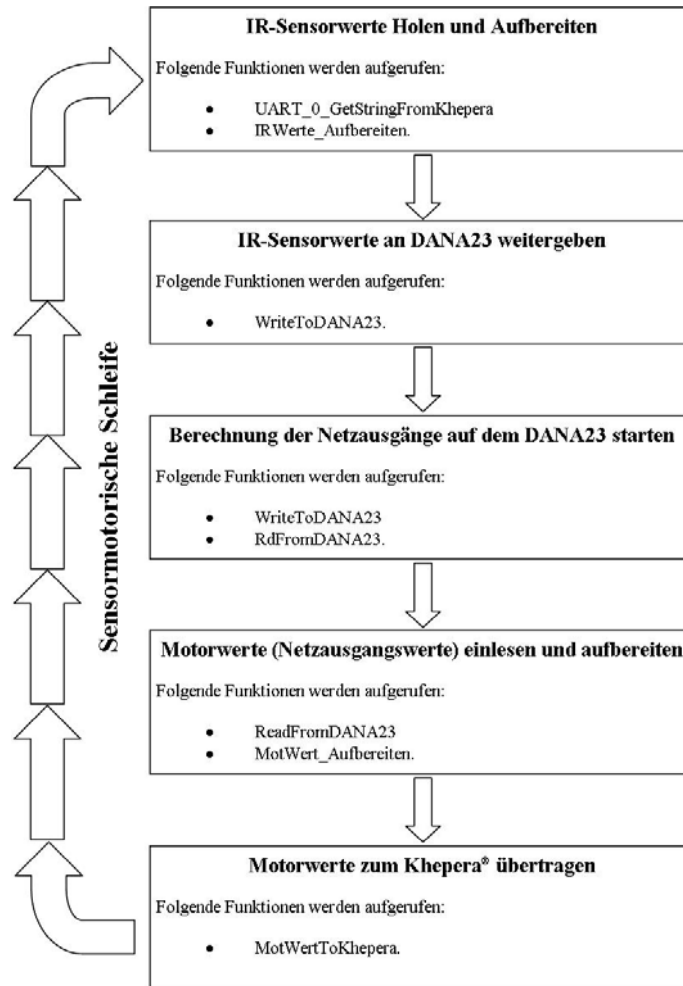 IR-Sensorwerte Holen und Aufbereiten
Folgende Funktionen werden aufgerufen:
• UART_0_GetStringFromKhepera
• IRWerte_Aufbereiten.
IR-Sensorwerte an DANA23 weitergeben
Folgende Funktionen werden aufgerufen:
• WriteToDANA23.
Berechnung der Netzausgänge auf dem DANA23 starten
Folgende Funktionen werden aufgerufen:
• WriteToDANA23
• RdFromDANA23.
Motorwerte (Netzausgangswerte) einlesen und aufbereiten
Folgende Funktionen werden aufgerufen:
• ReadFromDANA23
• MotWert_Aufbereiten.
Motorwerte zum Khepera® übertragen
Folgende Funktionen werden aufgerufen:
• MotWertToKhepera.
Sensormotorische Schleife